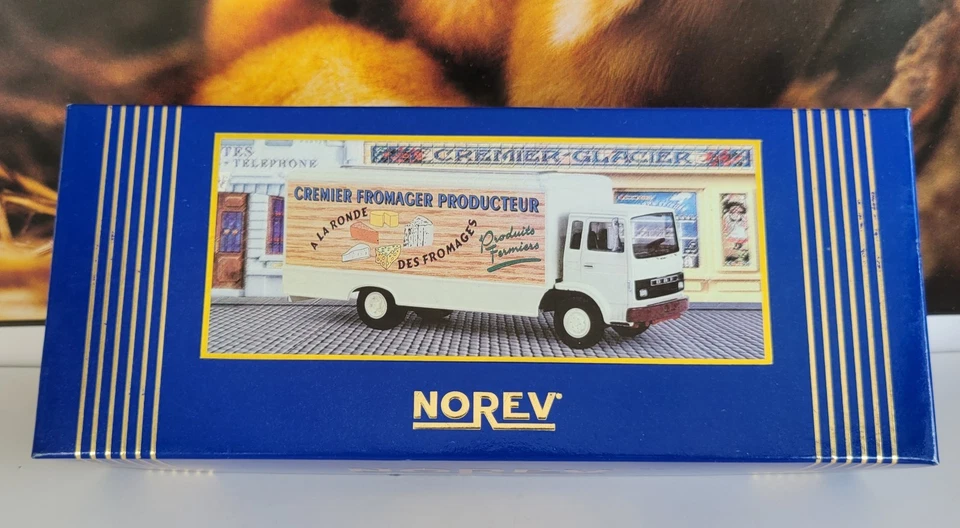 TES
TELEPHONE
CREMIER-GLACIER
CREMIER FROMAGER PRODUCTEUR
A LA RONDE
DES FROMAGES
Produits
Fermiers
NOREV